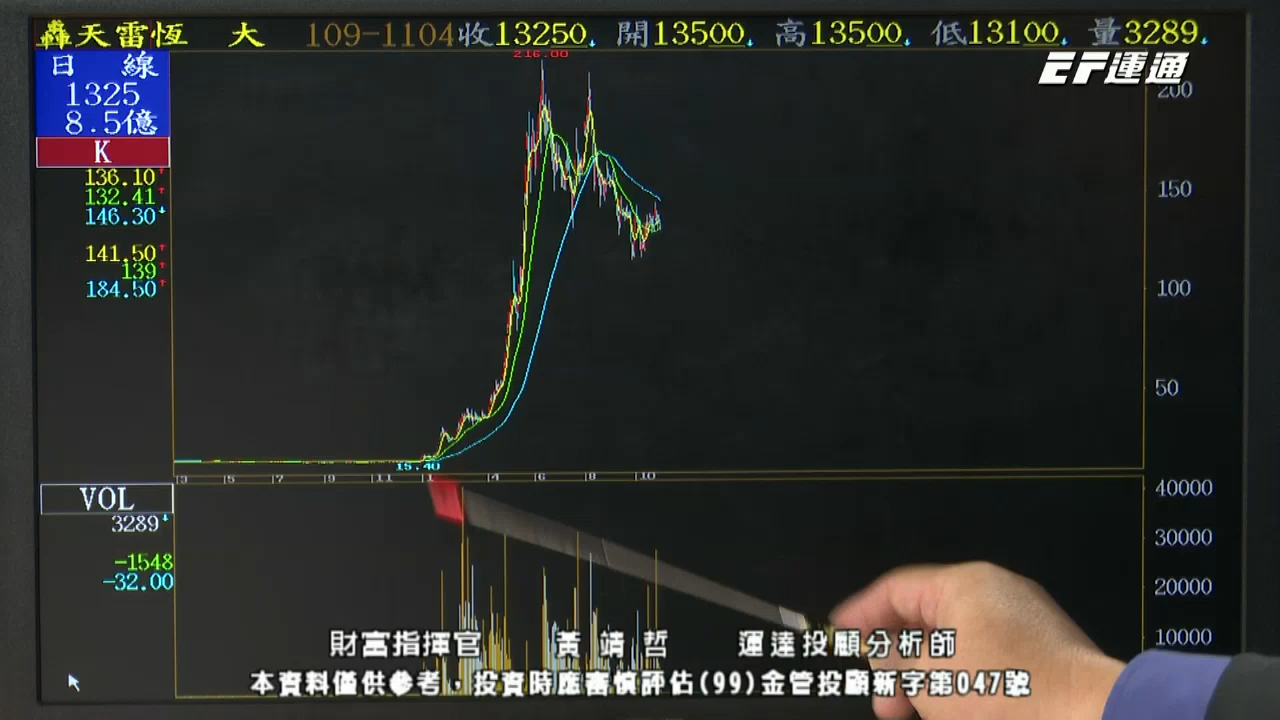 轟天雷恆 大 109-1104收13250 開13500 高13500 低13100 量3289
EF運通
日 線
1325
8.5億
K
136.10
132.41
146.30
141.50
139
184.50
216.00
200
150
100
50
15.40
3 5 7 9 11 1 4 6 8 10
VOL
3289
-1548
-32.00
40000
30000
20000
10000
財富指揮官 黃靖哲 運達投顧分析師
本資料僅供參考，投資時應審慎評估(99)金管投顧新字第047號